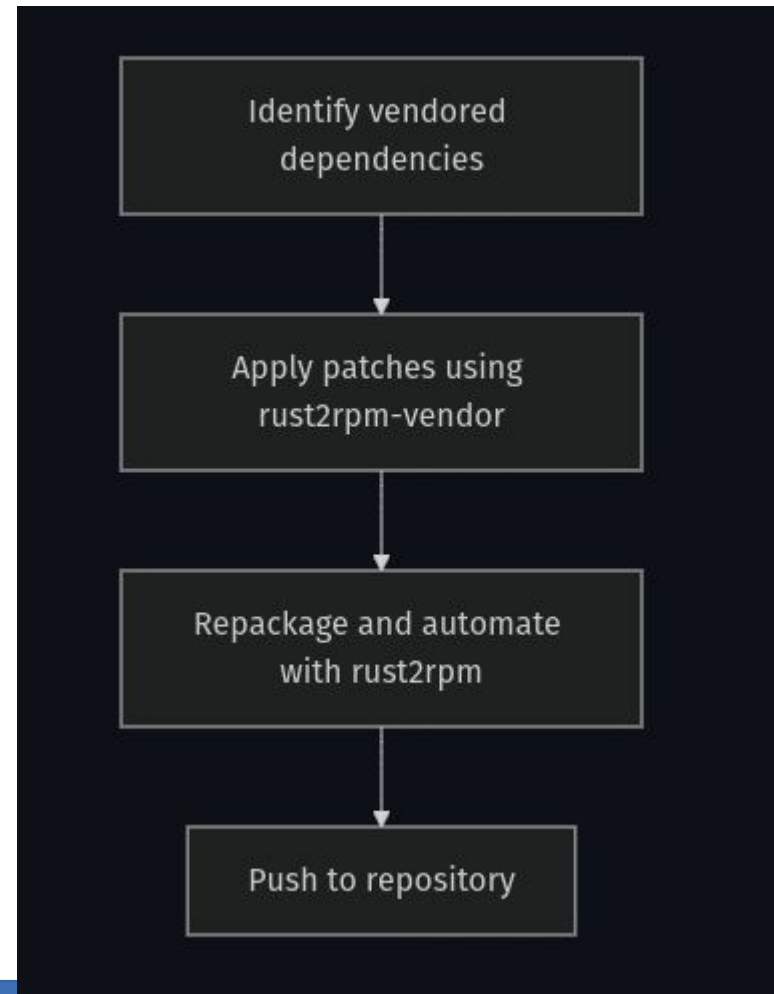 Identify vendored
dependencies
Apply patches using
rust2rpm-vendor
Repackage and automate
with rust2rpm
Push to repository